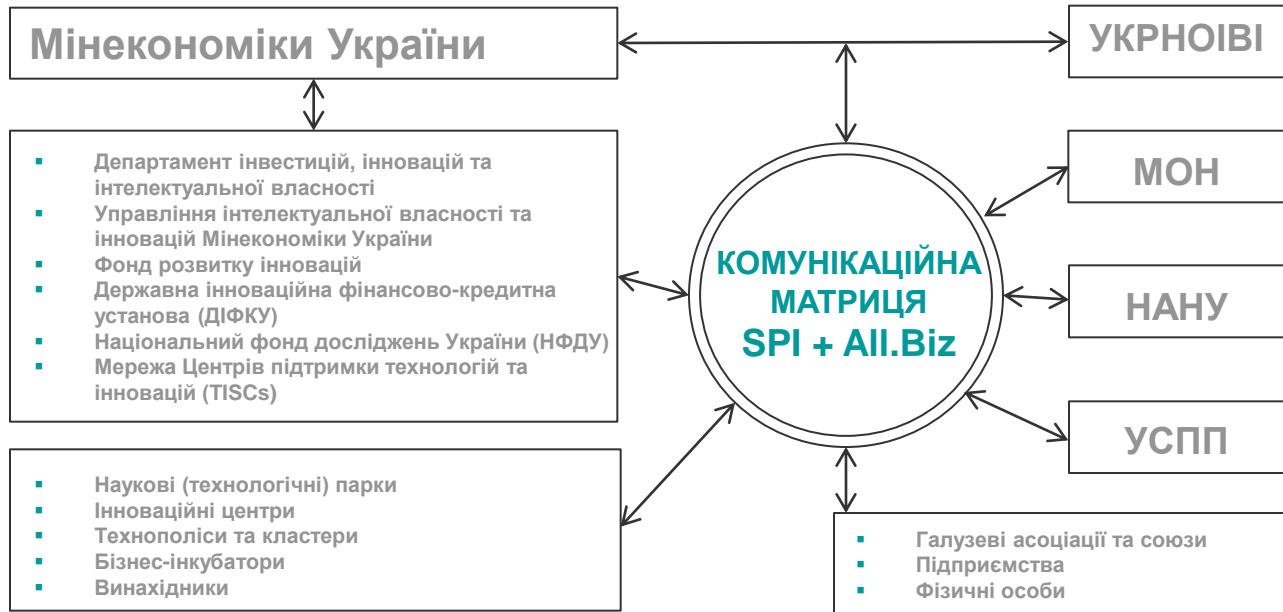 Мінекономіки України
УКРНОІВІ
▪ Департамент інвестицій, інновацій та
інтелектуальної власності
▪ Управління інтелектуальної власності та
інновацій Мінекономіки України
▪ Фонд розвитку інновацій
▪ Державна інноваційна фінансово-кредитна
установа (ДІФКУ)
▪ Національний фонд досліджень України (НФДУ)
▪ Мережа Центрів підтримки технологій та
інновацій (TISCs)
КОМУНІКАЦІЙНА
МАТРИЦЯ
SPI + All.Biz
МОН
НАНУ
УСПП
▪ Наукові (технологічні) парки
▪ Інноваційні центри
▪ Технополіси та кластери
▪ Бізнес-інкубатори
▪ Винахідники
▪ Галузеві асоціації та союзи
▪ Підприємства
▪ Фізичні особи